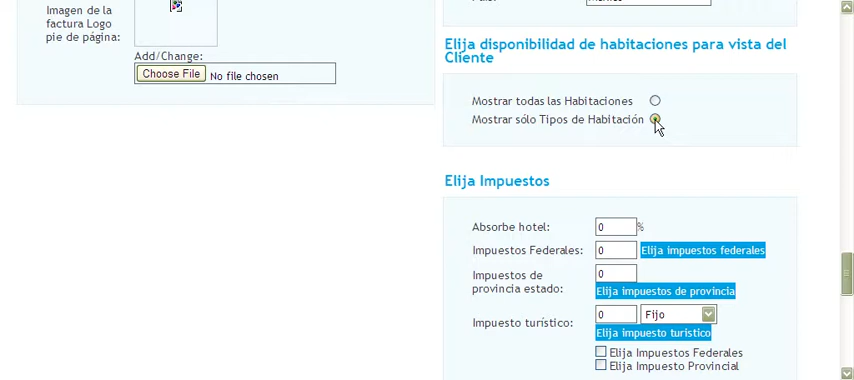 Imagen de la
factura Logo
pie de página:
Add/Change:
Choose File No file chosen
Elija disponibilidad de habitaciones para vista del
Cliente
Mostrar todas las Habitaciones
Mostrar sólo Tipos de Habitación
Elija Impuestos
Absorbe hotel: 0 %
Impuestos Federales: 0 Elija impuestos federales
Impuestos de
provincia estado: 0
Elija impuestos de provincia
Impuesto turístico: 0 Fijo
Elija impuesto turistico
Elija Impuestos Federales
Elija Impuesto Provincial